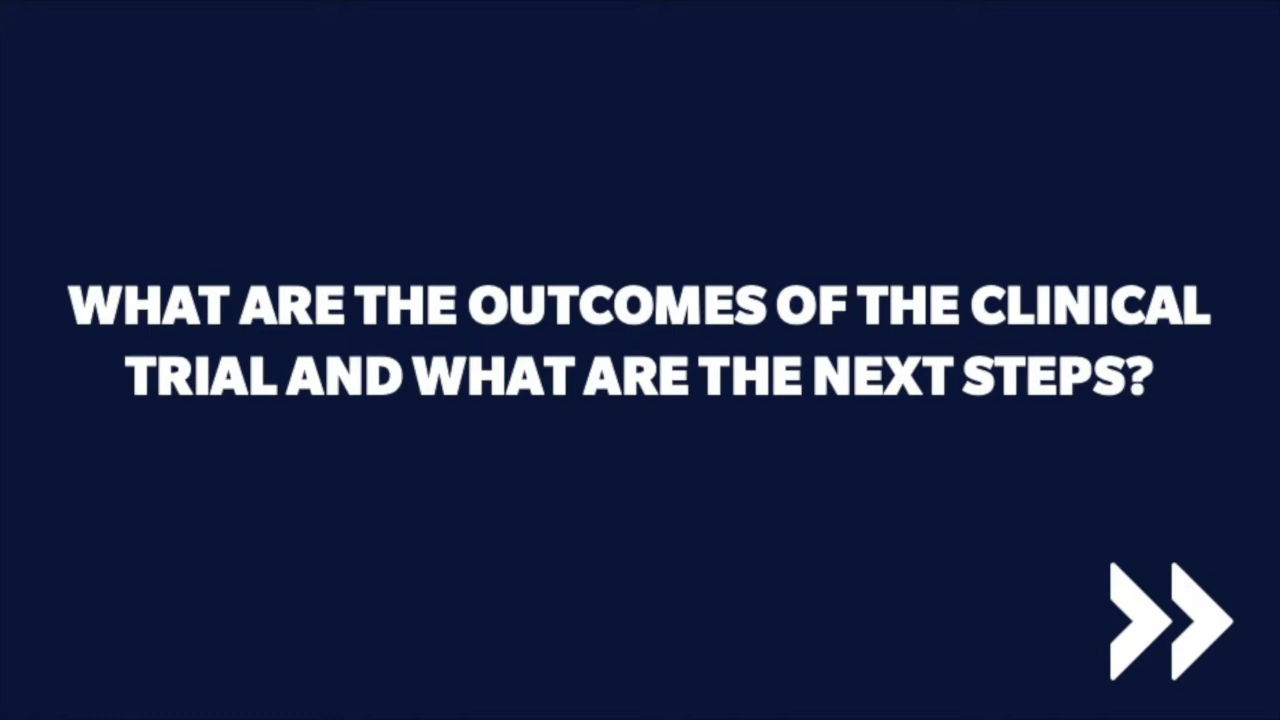 WHAT ARE THE OUTCOMES OF THE CLINICAL
TRIAL AND WHAT ARE THE NEXT STEPS?